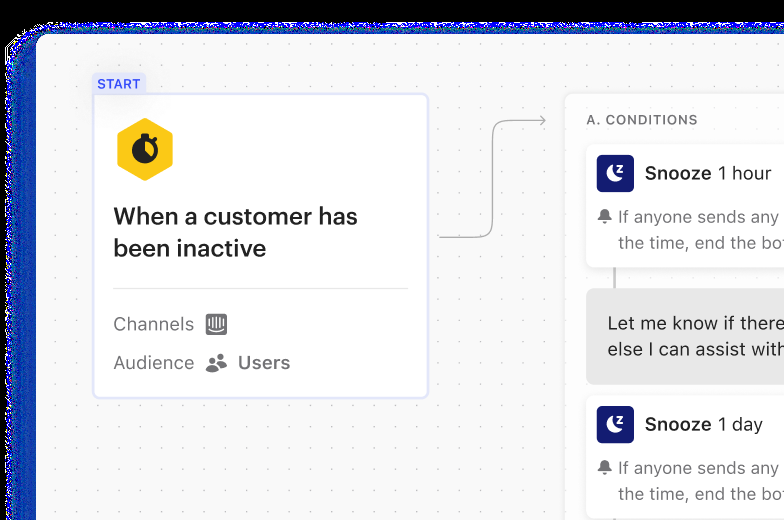 START
When a customer has
been inactive
Channels
Audience Users
A. CONDITIONS
Snooze 1 hour
If anyone sends any
the time, end the
Let me know if there
else I can assist with
Snooze 1 day
If anyone sends any
the time, end the